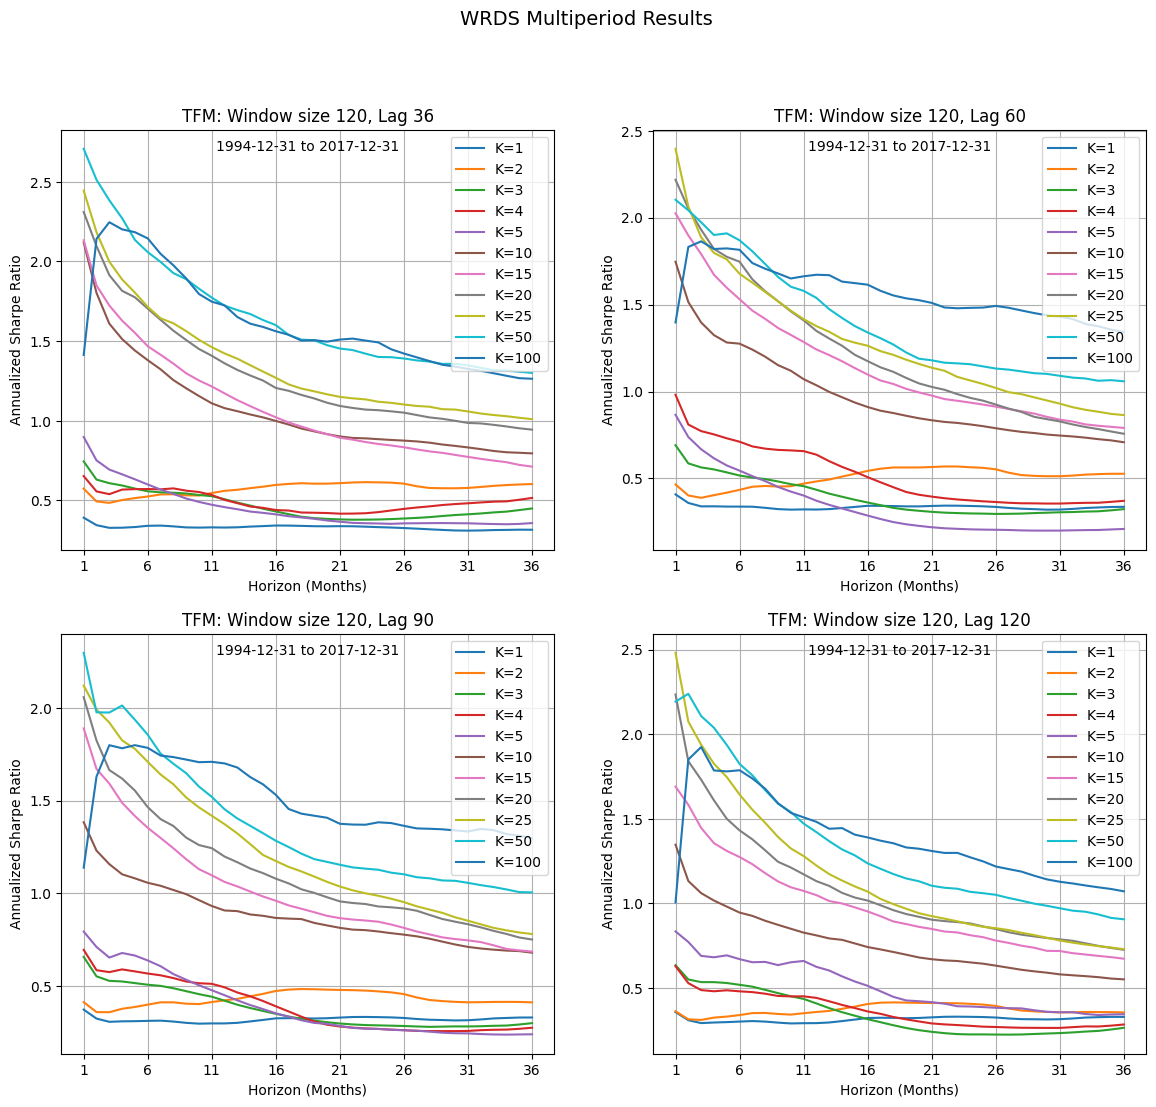 WRDS Multiperiod Results
TFM: Window size 120, Lag 36
1994-12-31 to 2017-12-31
K=1
K=2
K=3
K=4
K=5
K=10
K=15
K=20
K=25
K=50
K=100
2.5
2.0
1.5
1.0
0.5
Annualized Sharpe Ratio
1 6 11 16 21 26 31 36
Horizon (Months)
TFM: Window size 120, Lag 60
1994-12-31 to 2017-12-31
K=1
K=2
K=3
K=4
K=5
K=10
K=15
K=20
K=25
K=50
K=100
2.5
2.0
1.5
1.0
0.5
Annualized Sharpe Ratio
1 6 11 16 21 26 31 36
Horizon (Months)
TFM: Window size 120, Lag 90
1994-12-31 to 2017-12-31
K=1
K=2
K=3
K=4
K=5
K=10
K=15
K=20
K=25
K=50
K=100
2.0
1.5
1.0
0.5
Annualized Sharpe Ratio
1 6 11 16 21 26 31 36
Horizon (Months)
TFM: Window size 120, Lag 120
1994-12-31 to 2017-12-31
K=1
K=2
K=3
K=4
K=5
K=10
K=15
K=20
K=25
K=50
K=100
2.5
2.0
1.5
1.0
0.5
Annualized Sharpe Ratio
1 6 11 16 21 26 31 36
Horizon (Months)